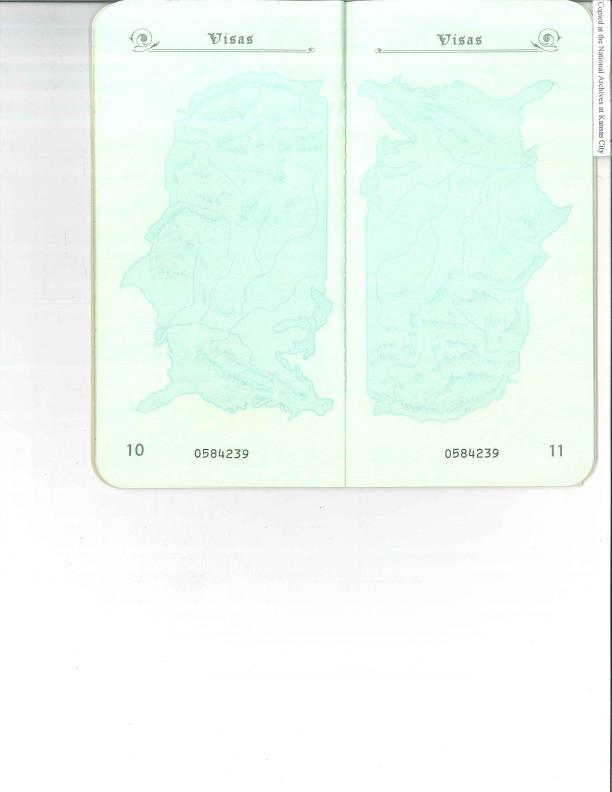 Visas
Visas
10
0584239
0584239
11
Copied at the National Archives at Kansas City